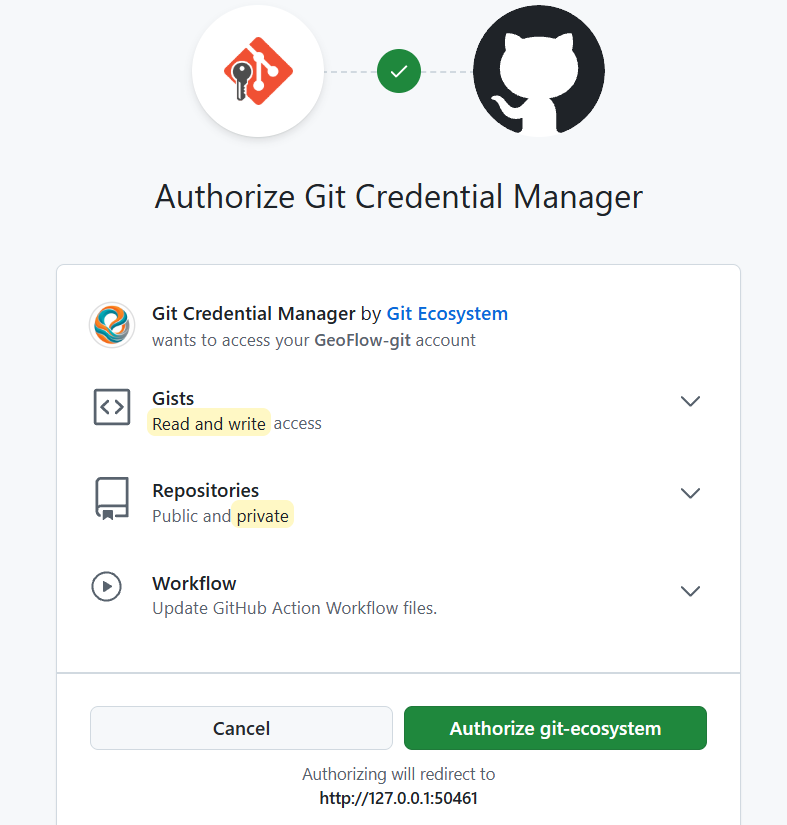 Authorize Git Credential Manager
Git Credential Manager by Git Ecosystem
wants to access your GeoFlow-git account
Gists
Read and write access
Repositories
Public and private
Workflow
Update GitHub Action Workflow files.
Cancel
Authorize git-ecosystem
Authorizing will redirect to
http://127.0.0.1:50461